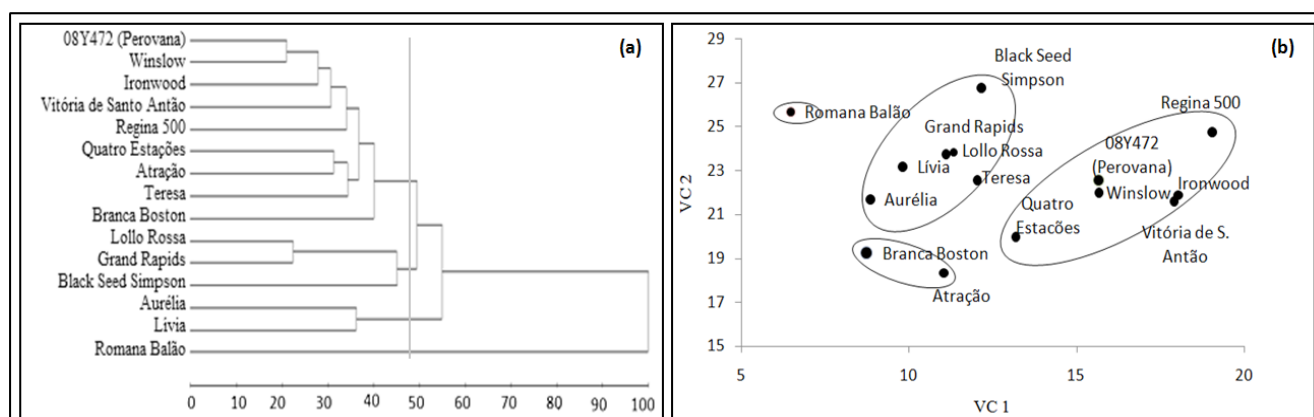 (a)
08Y472 (Perovana)
Winslow
Ironwood
Vitória de Santo Antão
Regina 500
Quatro Estações
Atração
Teresa
Branca Boston
Lollo Rossa
Grand Rapids
Black Seed Simpson
Aurélia
Lívia
Romana Balão
0 10 20 30 40 50 60 70 80 90 100
(b)
29
27
25
23
21
19
17
15
VC 2
Black Seed
Simpson
Romana Balão
Regina 500
Grand Rapids
Lollo Rossa
Lívia
Teresa
Aurélia
08Y472
(Perovana)
Winslow
Ironwood
Quatro
Estacões
Vitória de S.
Antão
Branca Boston
Atração
5 10 15 20
VC 1